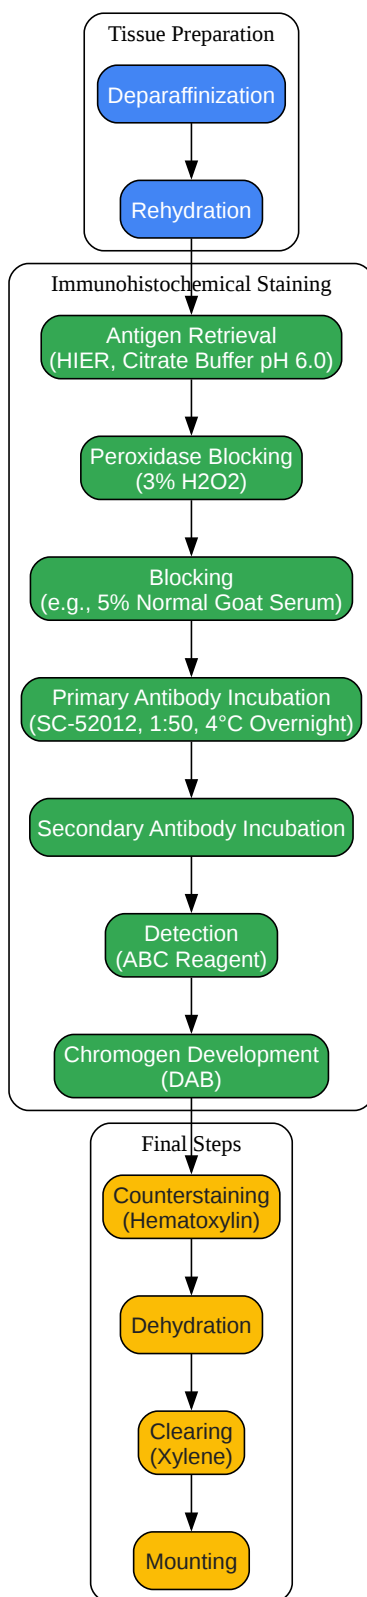 Tissue Preparation
Deparaffinization
Rehydration
Immunohistochemical Staining
Antigen Retrieval
(HIER, Citrate Buffer pH 6.0)
Peroxidase Blocking
(3% H2O2)
Blocking
(e.g., 5% Normal Goat Serum)
Primary Antibody Incubation
(SC-52012, 1:50, 4°C Overnight)
Secondary Antibody Incubation
Detection
(ABC Reagent)
Chromogen Development
(DAB)
Final Steps
Counterstaining
(Hematoxylin)
Dehydration
Clearing
(Xylene)
Mounting